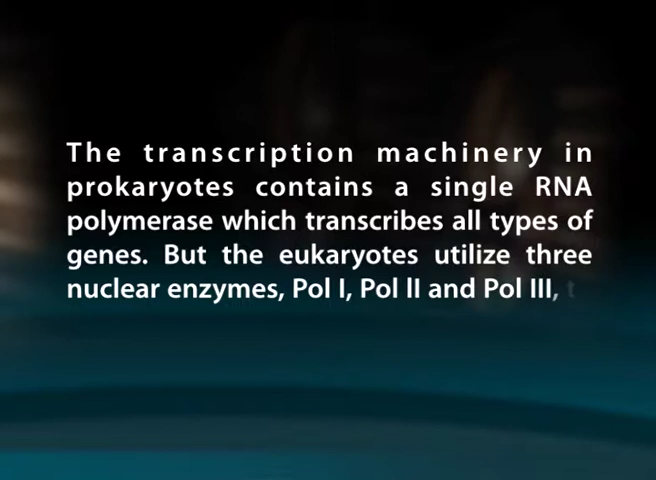 The transcription machinery in
prokaryotes contains a single RNA
polymerase which transcribes all types of
genes. But the eukaryotes utilize three
nuclear enzymes, Pol I, Pol lI and Pol III, t